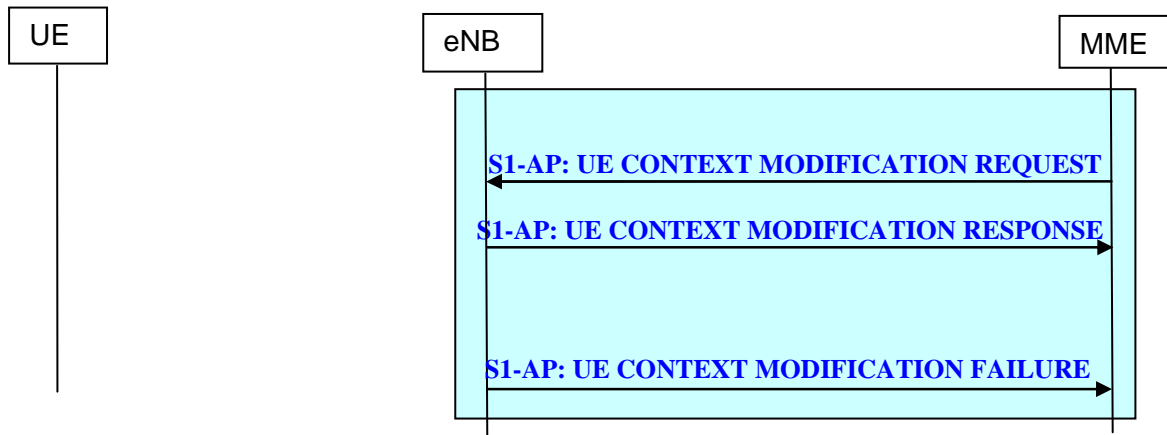 UE
eNB
MME
S1-AP: UE CONTEXT MODIFICATION REQUEST
S1-AP: UE CONTEXT MODIFICATION RESPONSE
S1-AP: UE CONTEXT MODIFICATION FAILURE